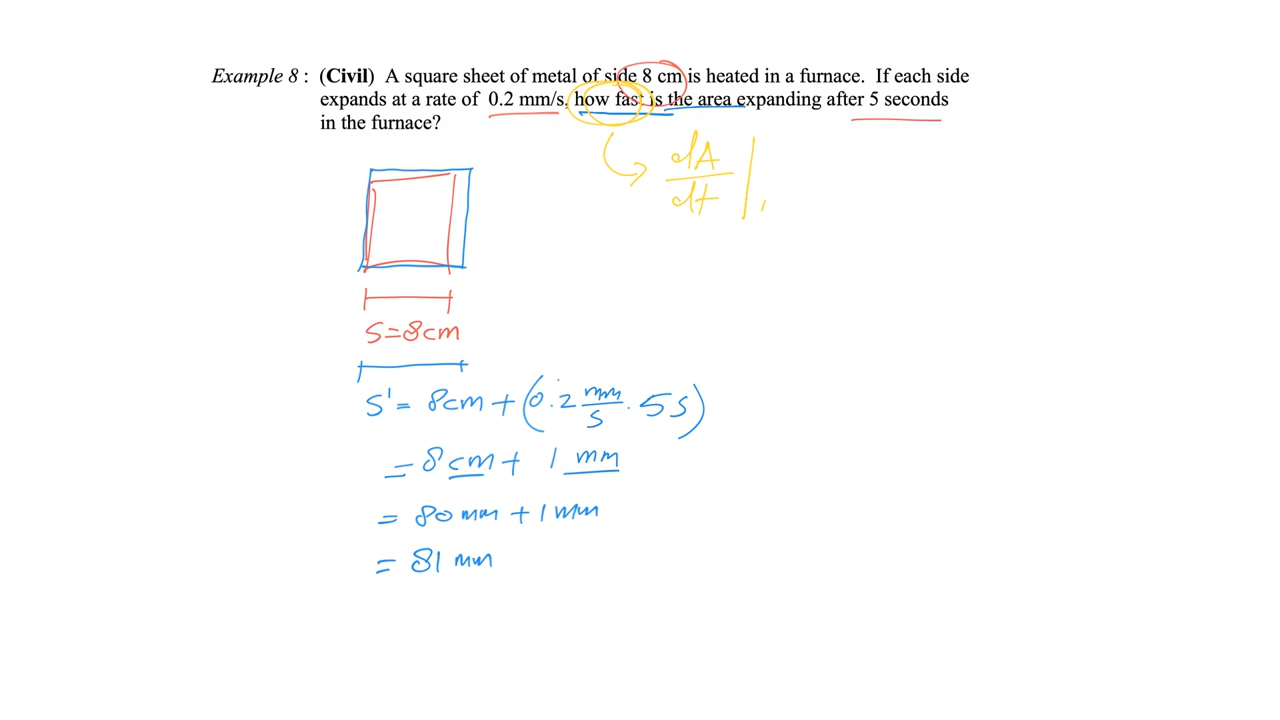 Example 8 : (Civil) A square sheet of metal of side 8 cm is heated in a furnace. If each side
expands at a rate of 0.2 mm/s, how fast is the area expanding after 5 seconds
in the furnace?
dA/dt |
S=8cm
S' = 8cm + (0.2 mm/s . 5s)
= 8cm + 1 mm
= 80 mm + 1 mm
= 81 mm